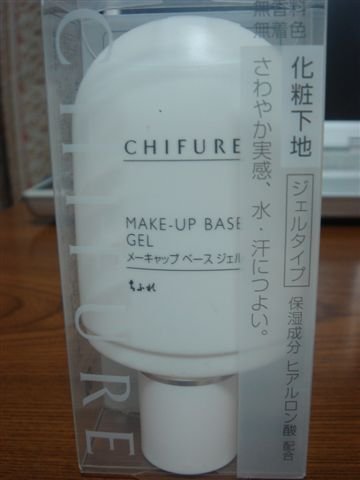 無香料
無着色
化粧下地
ジェルタイプ
保湿成分 ヒアルロン酸 配合
さわやか実感、水・汗につよい。
CHIFURE
CHIFURE
MAKE-UP BASE
GEL
メーキャップ ベース ジェル
ちふれ